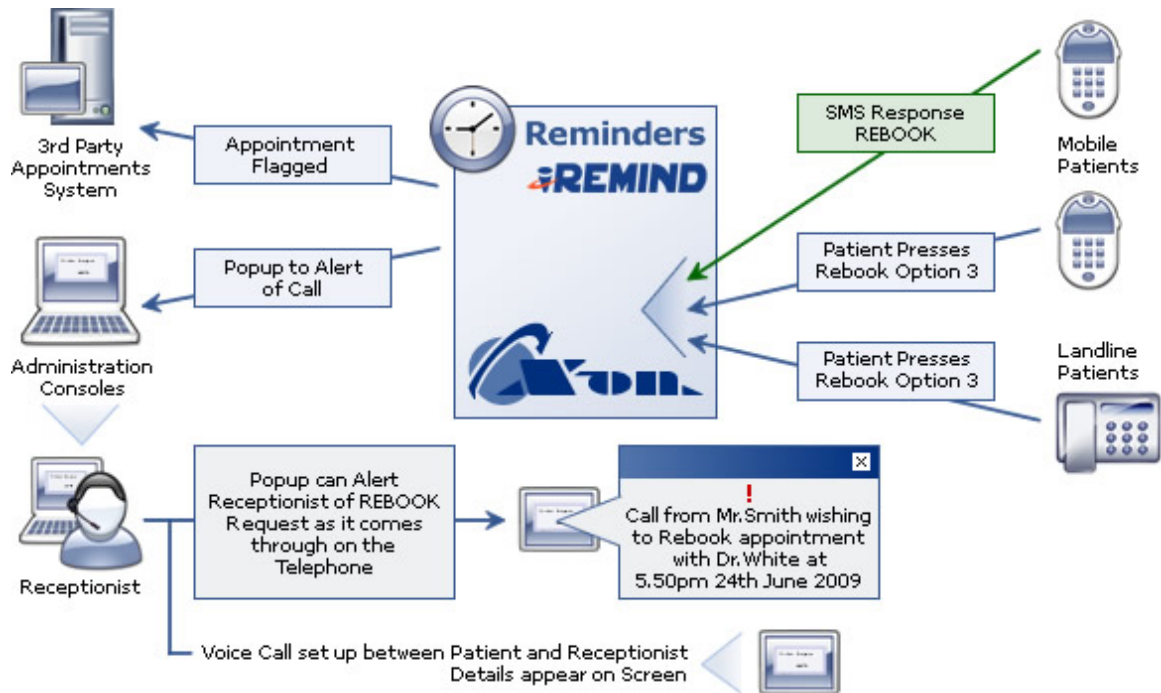 3rd Party
Appointments
System
Appointment
Flagged
Reminders
iREMIND
SMS Response
REBOOK
Mobile
Patients
Administration
Consoles
Popup to Alert
of Call
Patient Presses
Rebook Option 3
Patient Presses
Rebook Option 3
Landline
Patients
X-on.
Receptionist
Popup can Alert
Receptionist of REBOOK
Request as it comes
through on the
Telephone
X
!
Call from Mr.Smith wishing
to Rebook appointment
with Dr.White at
5.50pm 24th June 2009
Voice Call set up between Patient and Receptionist
Details appear on Screen